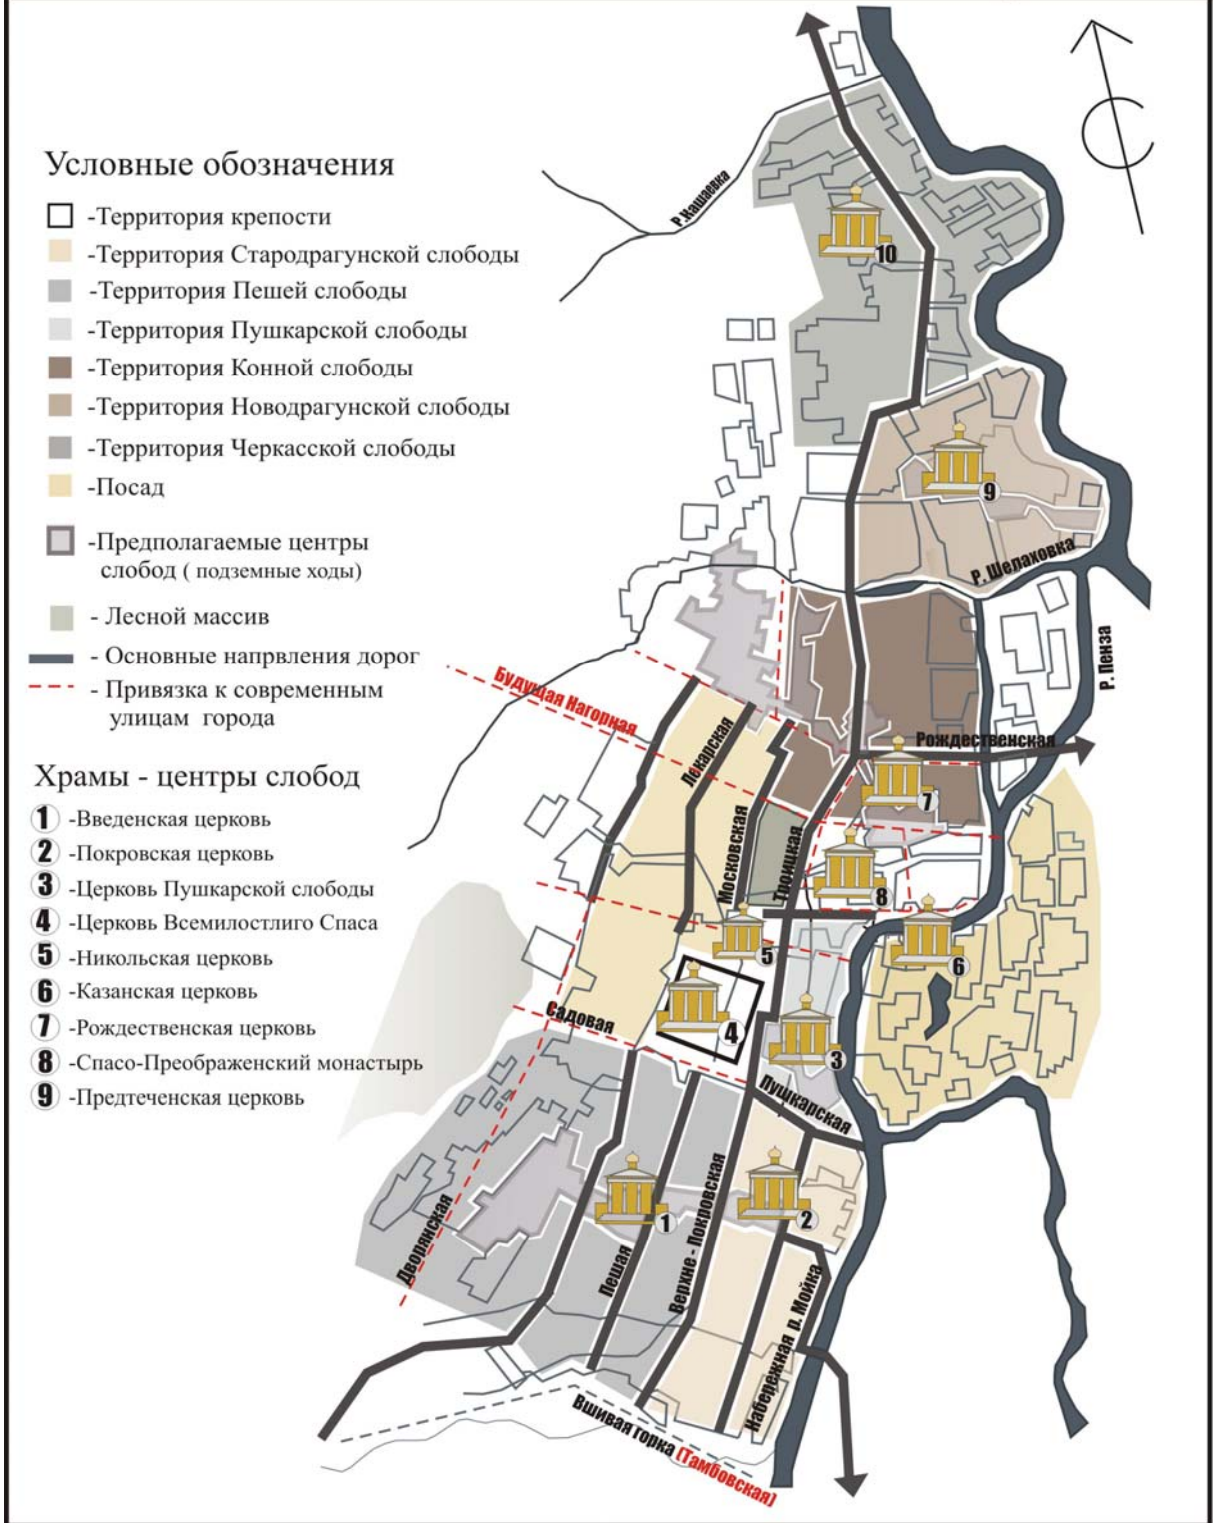 Условные обозначения
-Территория крепости
-Территория Стародрагунской слободы
-Территория Пешей слободы
-Территория Пушкарской слободы
-Территория Конной слободы
-Территория Новодрагунской слободы
-Территория Черкасской слободы
-Посад
-Предполагаемые центры
слобод ( подземные ходы)
- Лесной массив
- Основные напрвления дорог
- Привязка к современным
улицам города
Храмы - центры слобод
1 -Введенская церковь
2 -Покровская церковь
3 -Церковь Пушкарской слободы
4 -Церковь Всемилостлиго Спаса
5 -Никольская церковь
6 -Казанская церковь
7 -Рождественская церковь
8 -Спасо-Преображенский монастырь
9 -Предтеченская церковь
С
Р.Кашаевка
10
9
Р. Шелаховка
Р. Пенза
Будущая Нагорная
Лекарская
Рождественская
7
Московская
Троицкая
8
5
6
Садовая
4
3
Пушкарская
Дворянская
1
2
Пешая
Верхне - Покровская
Набережная р. Мойка
Вшивая горка (Тамбовская)